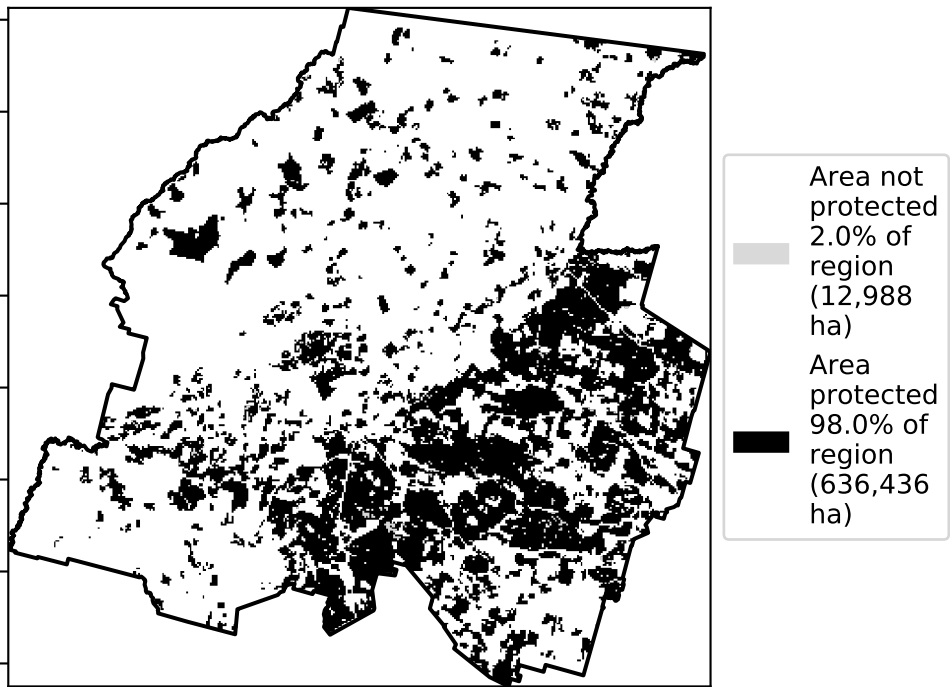 Area not
protected
2.0% of
region
(12,988
ha)
Area
protected
98.0% of
region
(636,436
ha)